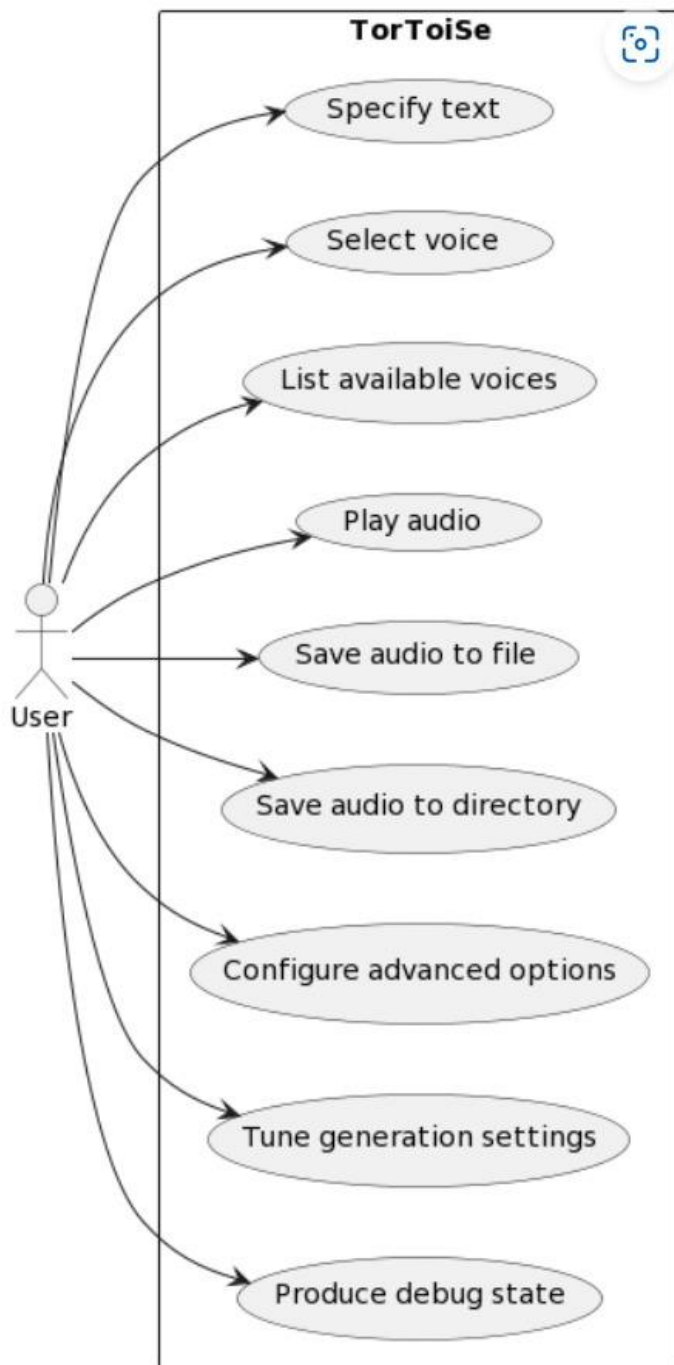 TorToiSe
Specify text
Select voice
List available voices
Play audio
Save audio to file
User
Save audio to directory
Configure advanced options
Tune generation settings
Produce debug state